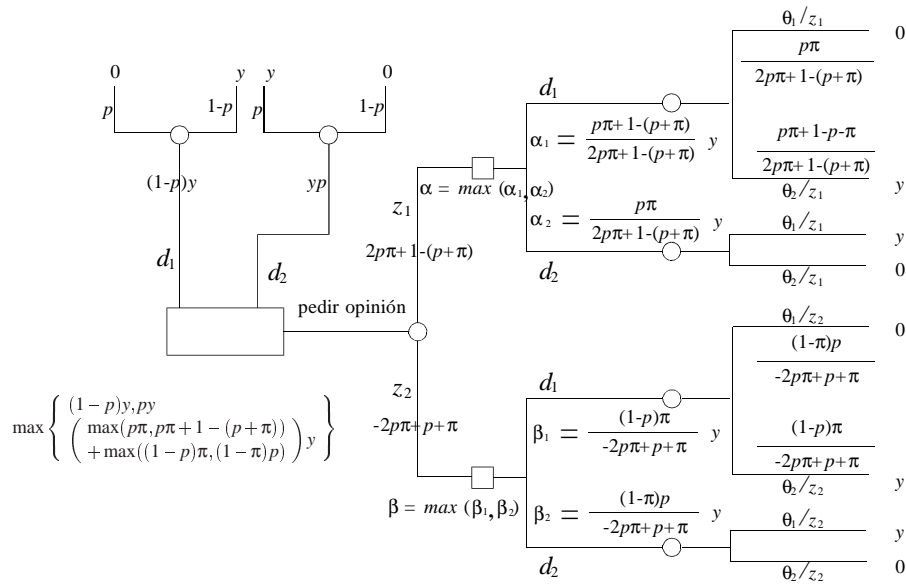 0 y y 0
p 1-p p 1-p
(1-p)y yp
d₁ d₂
pedir opinión
max { (1 − p)y, py
( max(pπ, pπ + 1 − (p + π))
+ max((1 − p)π, (1 − π)p) ) y }
z₁
2pπ+1-(p+π)
z₂
-2pπ+p+π
α = max (α₁,α₂)
d₁
α₁ = pπ+1-(p+π) / 2pπ+1-(p+π) y
α₂ = pπ / 2pπ+1-(p+π) y
d₂
θ₁/z₁ 0
pπ / 2pπ+1-(p+π)
pπ+1-p-π / 2pπ+1-(p+π)
θ₂/z₁ y
θ₁/z₁ y
θ₂/z₁ 0
β = max (β₁,β₂)
d₁
β₁ = (1-p)π / -2pπ+p+π y
β₂ = (1-π)p / -2pπ+p+π y
d₂
θ₁/z₂ 0
(1-π)p / -2pπ+p+π
(1-p)π / -2pπ+p+π
θ₂/z₂ y
θ₁/z₂ y
θ₂/z₂ 0